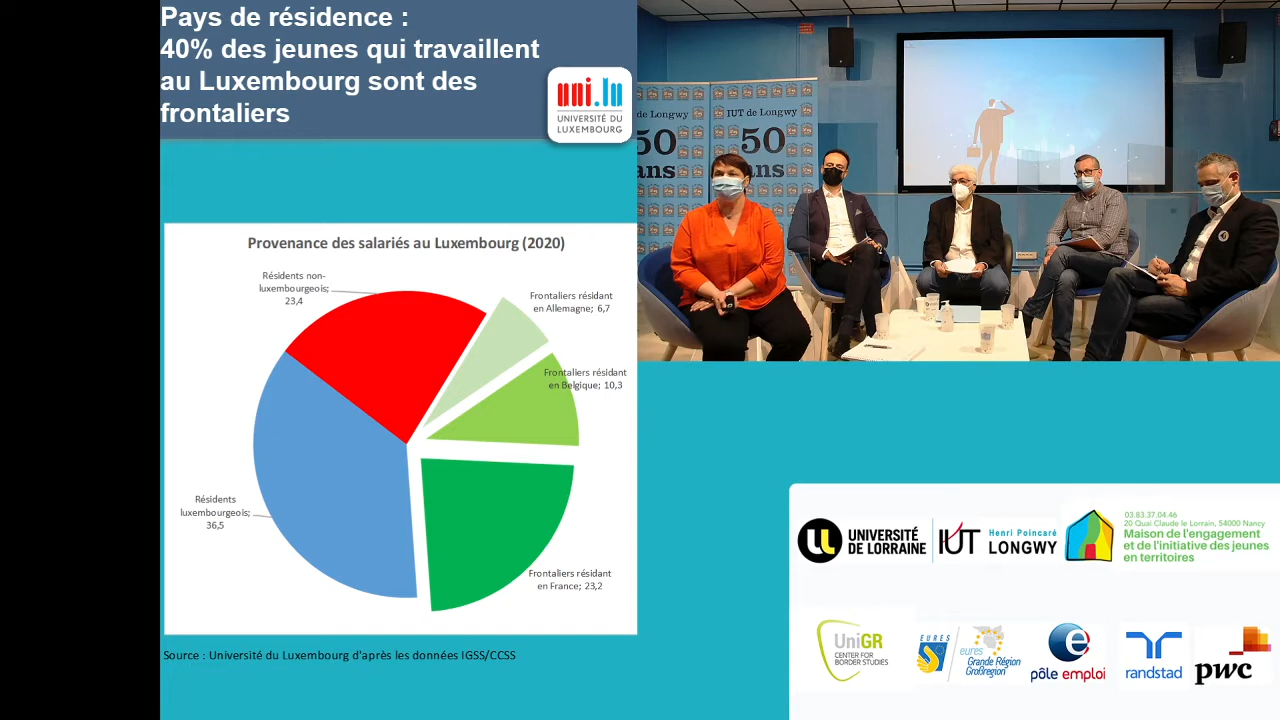 Pays de résidence :
40% des jeunes qui travaillent
au Luxembourg sont des
frontaliers
uni.lu
UNIVERSITÉ DU
LUXEMBOURG
Provenance des salariés au Luxembourg (2020)
Résidents non-
luxembourgeois;
23,4
Frontaliers résidant
en Allemagne; 6,7
Frontaliers résidant
en Belgique; 10,3
Résidents
luxembourgeois;
36,5
Frontaliers résidant
en France; 23,2
Source : Université du Luxembourg d'après les données IGSS/CCSS
de Longwy
50
ans
IUT de Longwy
50
ans
UNIVERSITÉ
DE LORRAINE
IUT
Henri Poincaré
LONGWY
03.83.37.04.46
20 Quai Claude le Lorrain, 54000 Nancy
Maison de l'engagement
et de l'initiative des jeunes
en territoires
UniGR
CENTER FOR
BORDER STUDIES
EURES
eures
Grande Région
Großregion
pôle emploi
randstad
pwc